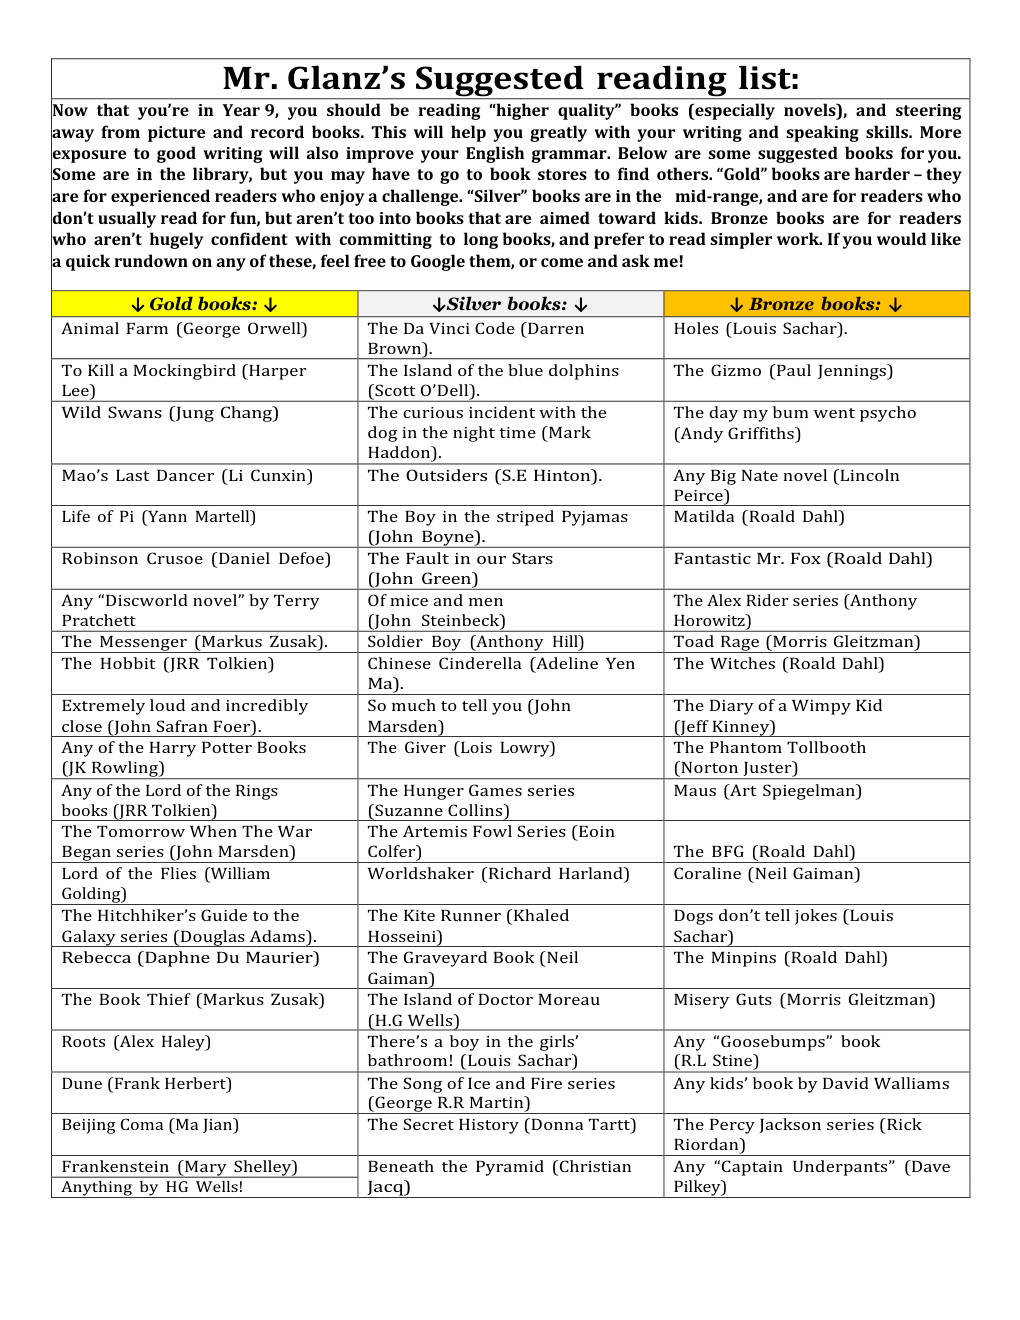 Mr. Glanz’s Suggested reading list:
Now that you’re in Year 9, you should be reading “higher quality” books (especially novels), and steering
away from picture and record books. This will help you greatly with your writing and speaking skills. More
exposure to good writing will also improve your English grammar. Below are some suggested books for you.
Some are in the library, but you may have to go to book stores to find others. “Gold” books are harder – they
are for experienced readers who enjoy a challenge. “Silver” books are in the mid-range, and are for readers who
don’t usually read for fun, but aren’t too into books that are aimed toward kids. Bronze books are for readers
who aren’t hugely confident with committing to long books, and prefer to read simpler work. If you would like
a quick rundown on any of these, feel free to Google them, or come and ask me!
↓ Gold books: ↓
↓Silver books: ↓
↓ Bronze books: ↓
Animal Farm (George Orwell)
The Da Vinci Code (Darren
Brown).
Holes (Louis Sachar).
To Kill a Mockingbird (Harper
Lee)
The Island of the blue dolphins
(Scott O’Dell).
The Gizmo (Paul Jennings)
Wild Swans (Jung Chang)
The curious incident with the
dog in the night time (Mark
Haddon).
The day my bum went psycho
(Andy Griffiths)
Mao’s Last Dancer (Li Cunxin)
The Outsiders (S.E Hinton).
Any Big Nate novel (Lincoln
Peirce)
Life of Pi (Yann Martell)
The Boy in the striped Pyjamas
(John Boyne).
Matilda (Roald Dahl)
Robinson Crusoe (Daniel Defoe)
The Fault in our Stars
(John Green)
Fantastic Mr. Fox (Roald Dahl)
Any “Discworld novel” by Terry
Pratchett
Of mice and men
(John Steinbeck)
The Alex Rider series (Anthony
Horowitz)
The Messenger (Markus Zusak).
Soldier Boy (Anthony Hill)
Toad Rage (Morris Gleitzman)
The Hobbit (JRR Tolkien)
Chinese Cinderella (Adeline Yen
Ma).
The Witches (Roald Dahl)
Extremely loud and incredibly
close (John Safran Foer).
So much to tell you (John
Marsden)
The Diary of a Wimpy Kid
(Jeff Kinney)
Any of the Harry Potter Books
(JK Rowling)
The Giver (Lois Lowry)
The Phantom Tollbooth
(Norton Juster)
Any of the Lord of the Rings
books (JRR Tolkien)
The Hunger Games series
(Suzanne Collins)
Maus (Art Spiegelman)
The Tomorrow When The War
Began series (John Marsden)
The Artemis Fowl Series (Eoin
Colfer)
The BFG (Roald Dahl)
Lord of the Flies (William
Golding)
Worldshaker (Richard Harland)
Coraline (Neil Gaiman)
The Hitchhiker’s Guide to the
Galaxy series (Douglas Adams).
The Kite Runner (Khaled
Hosseini)
Dogs don’t tell jokes (Louis
Sachar)
Rebecca (Daphne Du Maurier)
The Graveyard Book (Neil
Gaiman)
The Minpins (Roald Dahl)
The Book Thief (Markus Zusak)
The Island of Doctor Moreau
(H.G Wells)
Misery Guts (Morris Gleitzman)
Roots (Alex Haley)
There’s a boy in the girls’
bathroom! (Louis Sachar)
Any “Goosebumps” book
(R.L Stine)
Dune (Frank Herbert)
The Song of Ice and Fire series
(George R.R Martin)
Any kids’ book by David Walliams
Beijing Coma (Ma Jian)
The Secret History (Donna Tartt)
The Percy Jackson series (Rick
Riordan)
Frankenstein (Mary Shelley)
Anything by HG Wells!
Beneath the Pyramid (Christian
Jacq)
Any “Captain Underpants” (Dave
Pilkey)